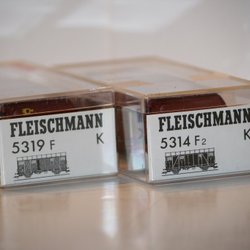 FLEISCHMANN
5319 F K
FLEISCHMANN
5314 F2 K